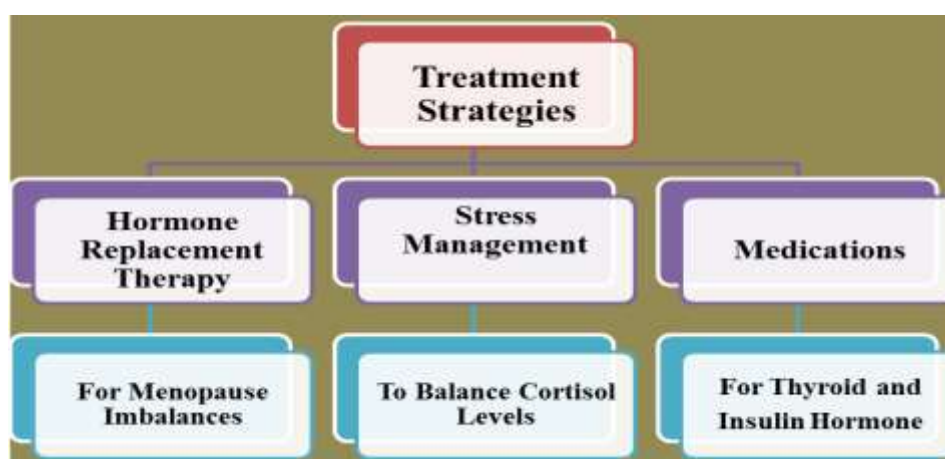 Treatment
Strategies
Hormone
Replacement
Therapy
Stress
Management
Medications
For Menopause
Imbalances
To Balance Cortisol
Levels
For Thyroid and
Insulin Hormone